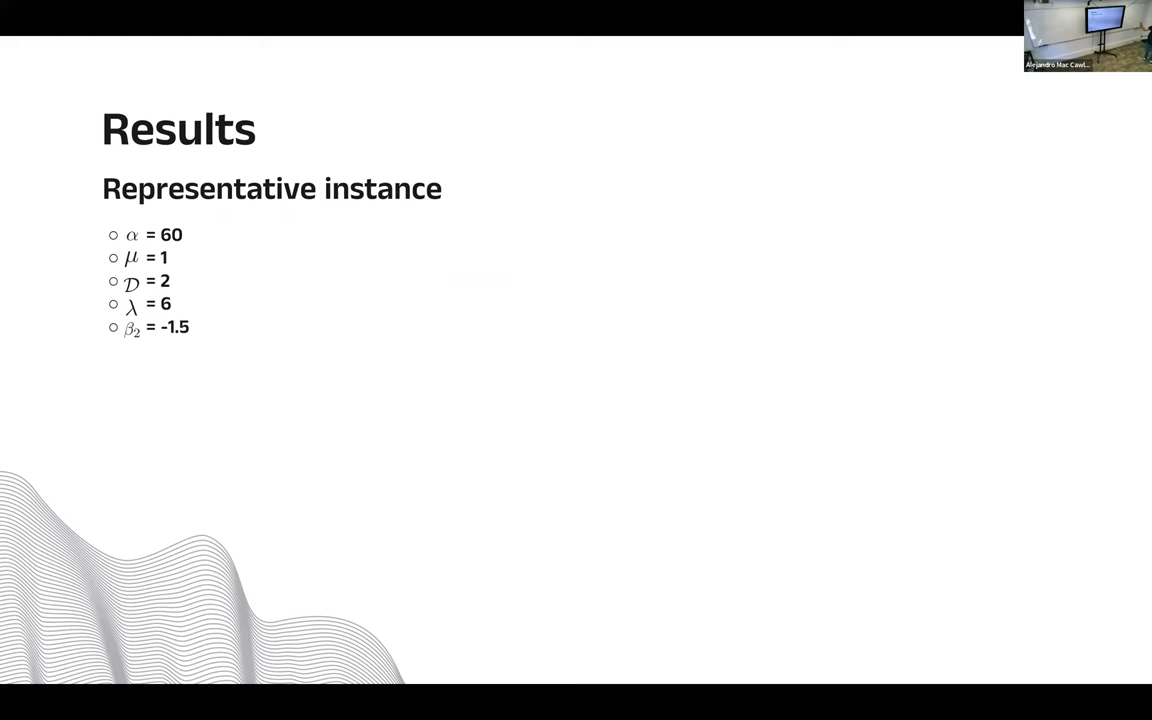 Alejandro Mac Cawl...
Results
Representative instance
○ α = 60
○ μ = 1
○ 𝒟 = 2
○ λ = 6
○ β₂ = -1.5